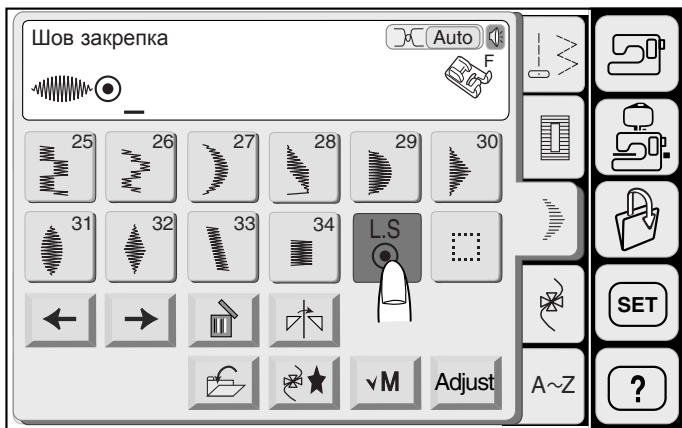 Шов закрепка
Auto
F
25 26 27 28 29 30
31 32 33 34 L.S
SET
M Adjust A~Z ?